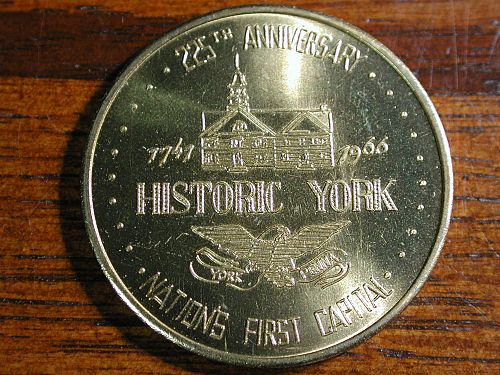 225TH ANNIVERSARY
1741 1966
HISTORIC YORK
YORK PENNA
NATION'S FIRST CAPITAL